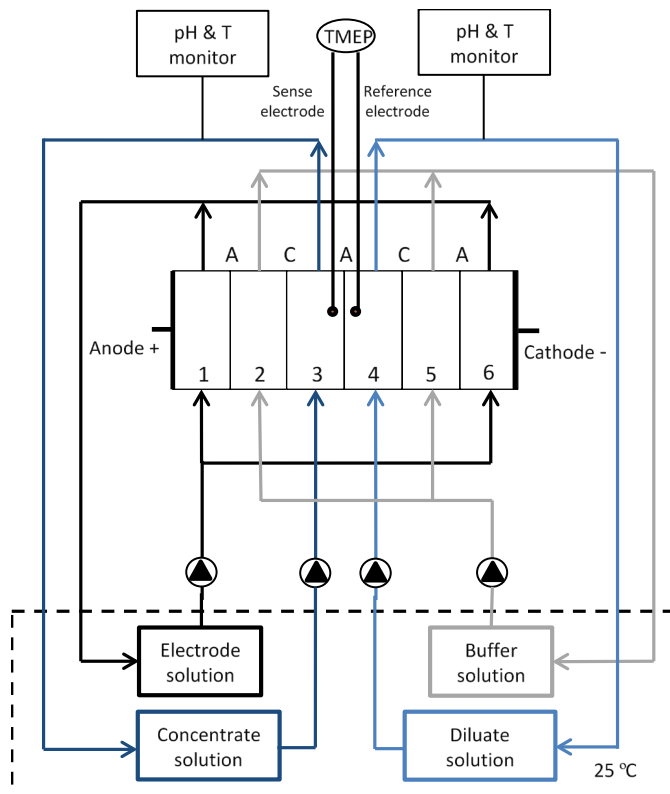 pH & T
monitor
TMEP
pH & T
monitor
Sense
electrode
Reference
electrode
A C A C A
Anode +
Cathode -
1 2 3 4 5 6
Electrode
solution
Buffer
solution
Concentrate
solution
Diluate
solution
25 ºC